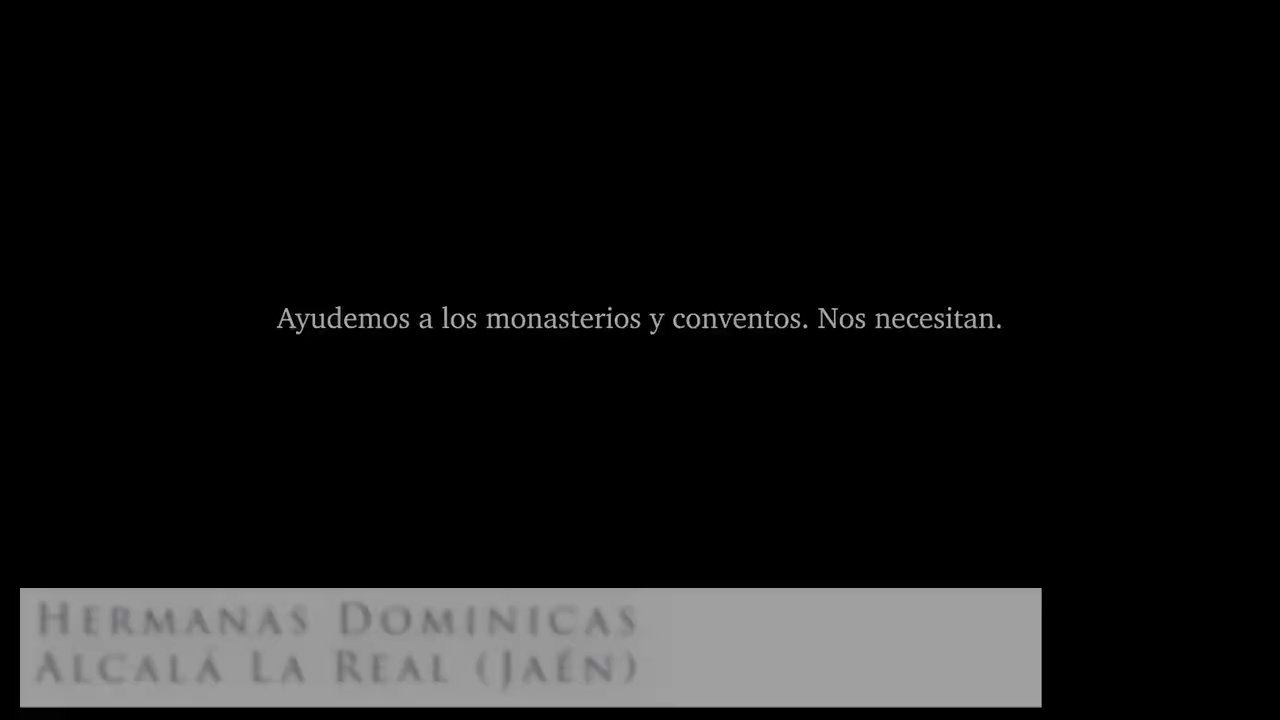 Ayudemos a los monasterios y conventos. Nos necesitan.
Hermanas Dominicas
Alcalá La Real (Jaén)